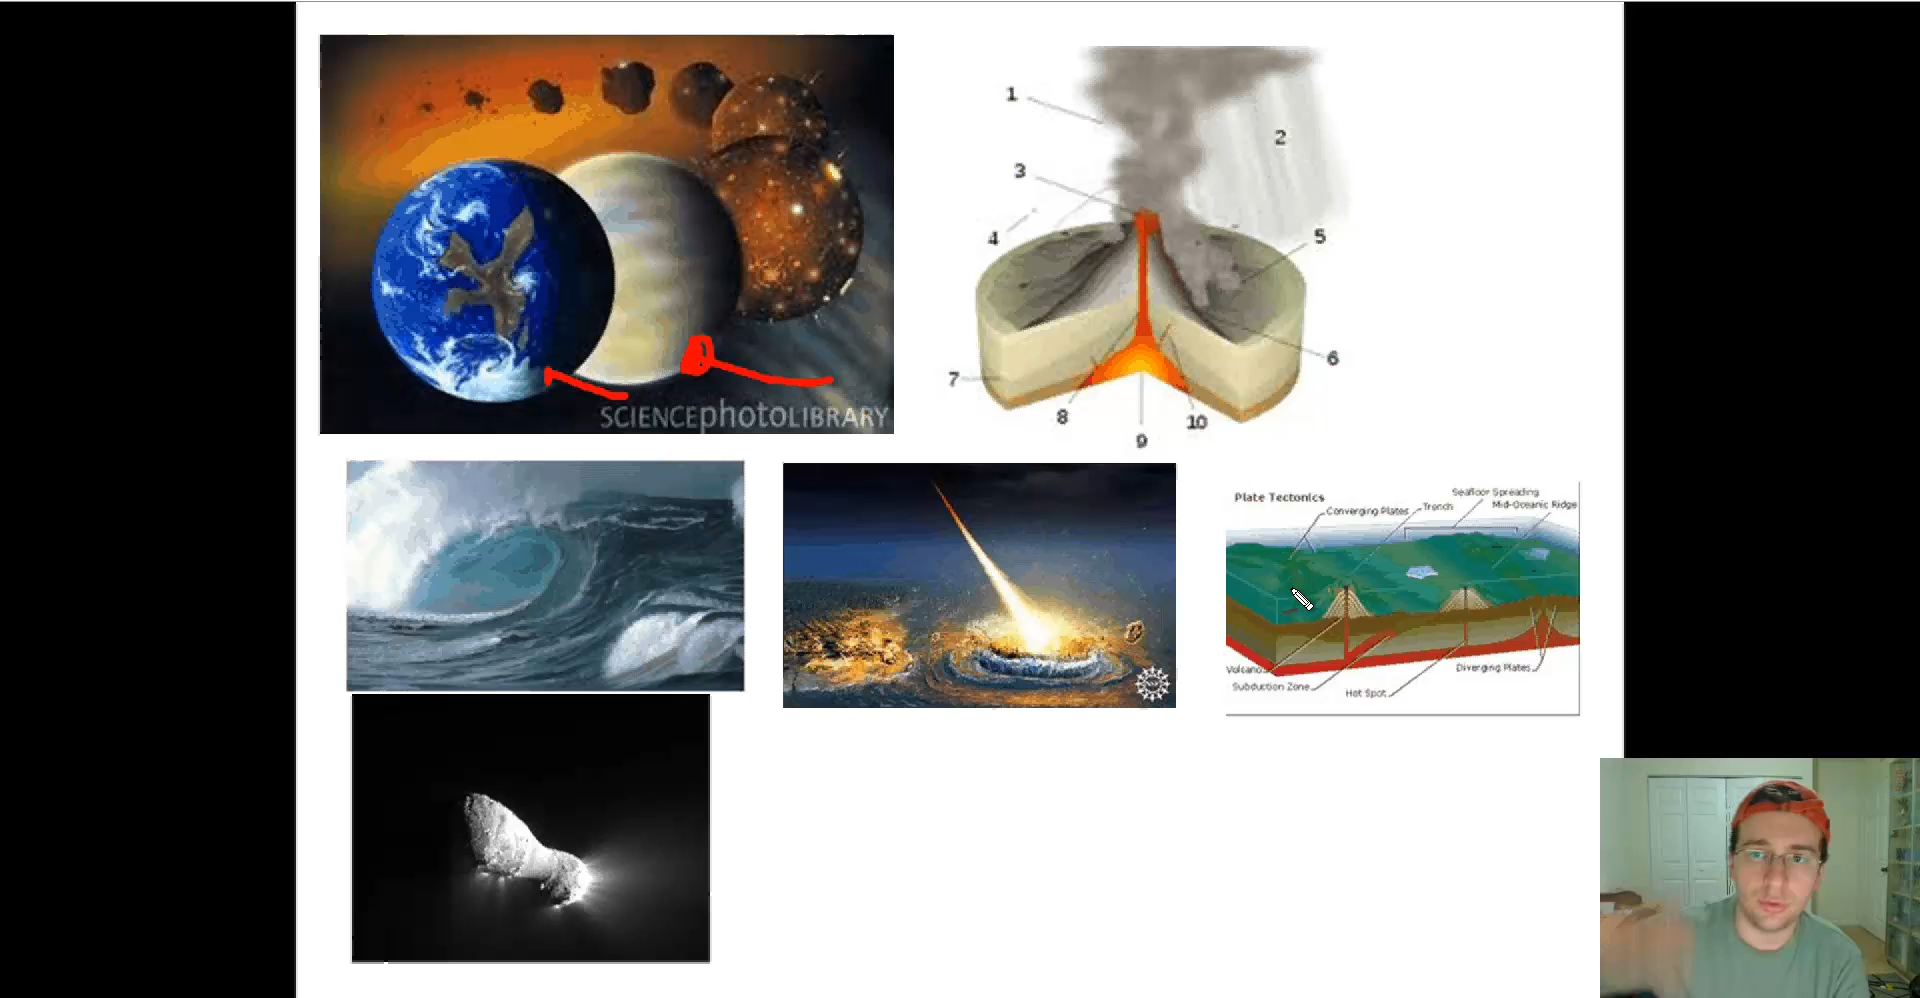 SCIENCEphotoLIBRARY
1
2
3
4
5
6
7
8
9
10
Plate Tectonics
Seafloor Spreading
Converging Plates
Trench
Mid-Oceanic Ridge
Volcano
Subduction Zone
Hot Spot
Diverging Plates